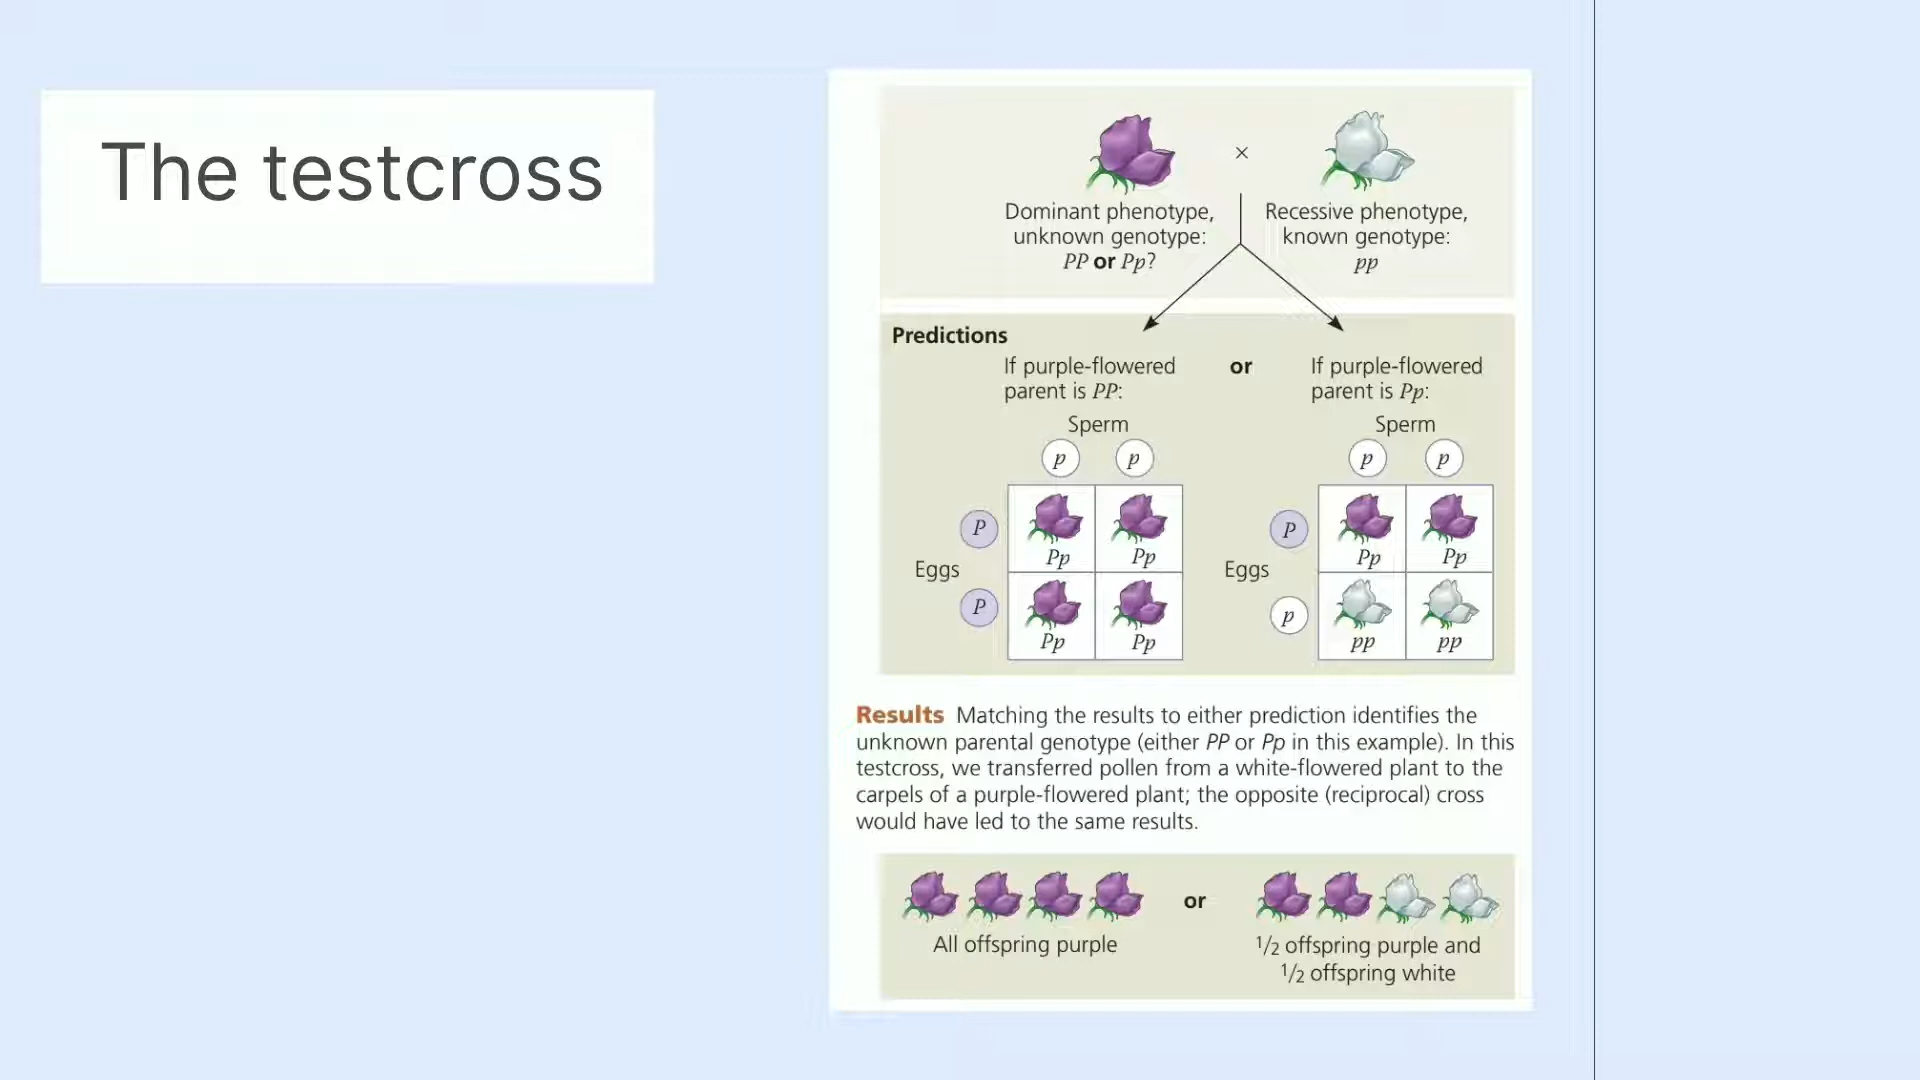 The testcross
×
Dominant phenotype,
unknown genotype:
PP or Pp?
Recessive phenotype,
known genotype:
pp
Predictions
If purple-flowered
parent is PP:
or
If purple-flowered
parent is Pp:
Sperm
p p
Eggs
P
P
Pp Pp
Pp Pp
Sperm
p p
Eggs
P
p
Pp Pp
pp pp
Results Matching the results to either prediction identifies the
unknown parental genotype (either PP or Pp in this example). In this
testcross, we transferred pollen from a white-flowered plant to the
carpels of a purple-flowered plant; the opposite (reciprocal) cross
would have led to the same results.
All offspring purple
or
1/2 offspring purple and
1/2 offspring white